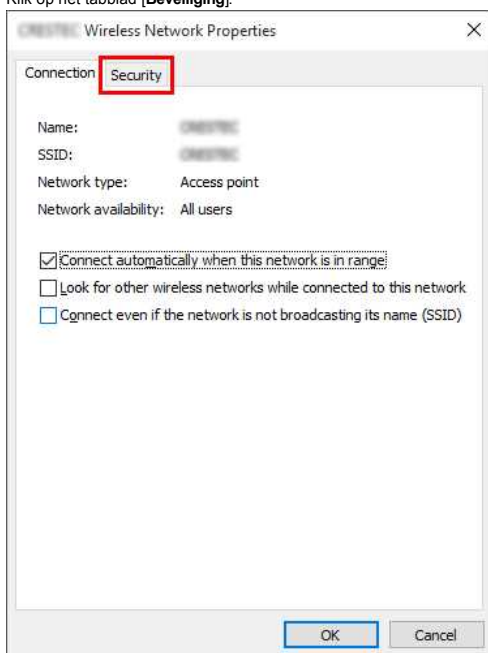 Klik op het tabblad [Beveiliging].
Wireless Network Properties
Connection Security
Name:
SSID:
Network type: Access point
Network availability: All users
Connect automatically when this network is in range
Look for other wireless networks while connected to this network
Connect even if the network is not broadcasting its name (SSID)
OK Cancel